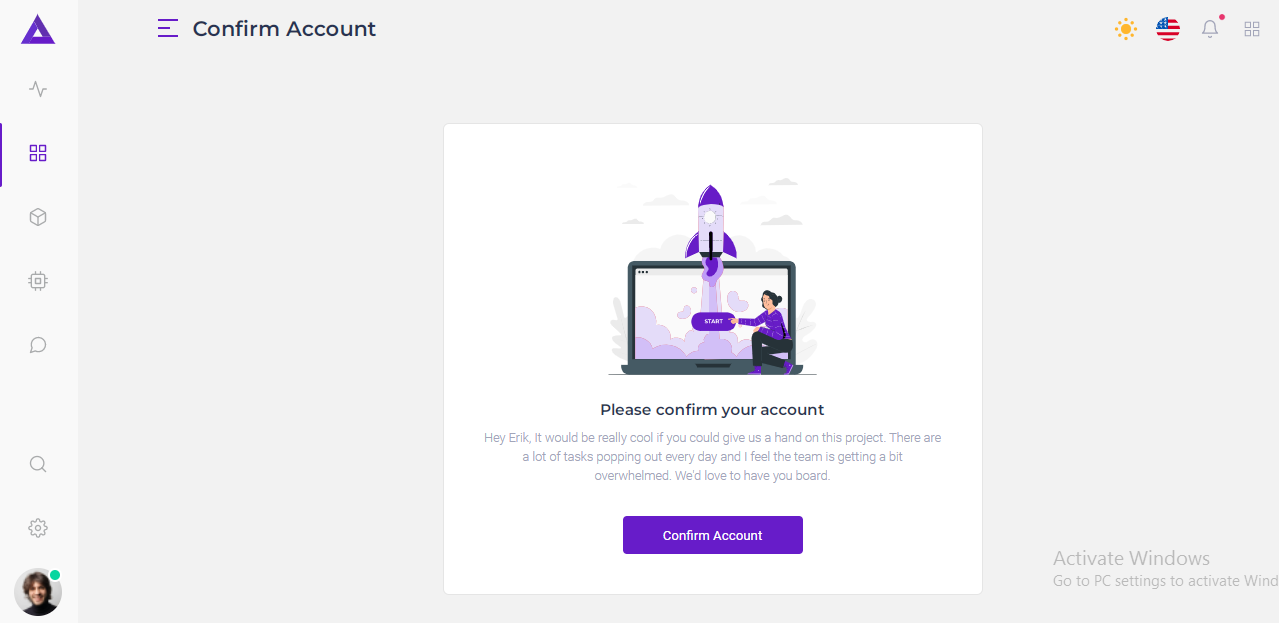 Confirm Account
START
Please confirm your account
Hey Erik, It would be really cool if you could give us a hand on this project. There are
a lot of tasks popping out every day and I feel the team is getting a bit
overwhelmed. We'd love to have you board.
Confirm Account
Activate Windows
Go to PC settings to activate Wind